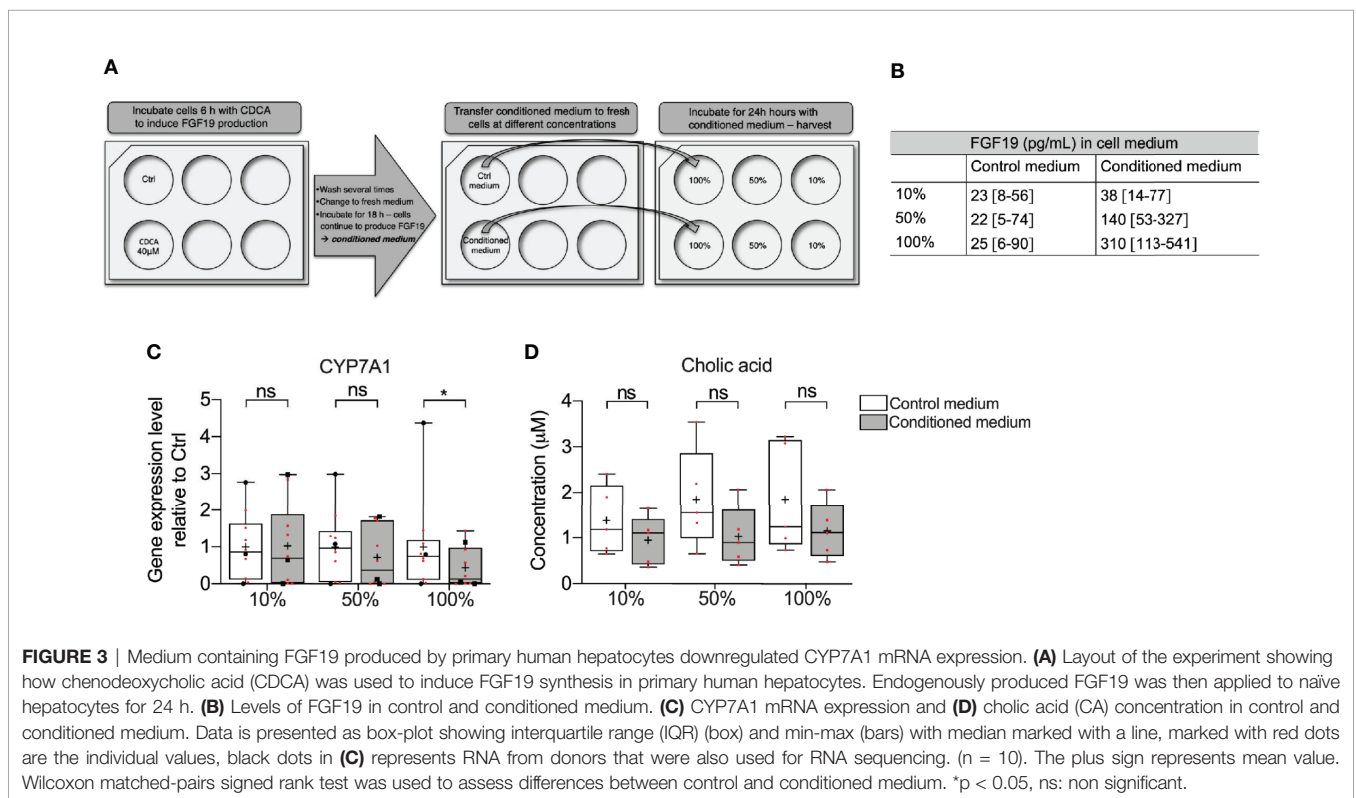 A
Incubate cells 6 h with CDCA
to induce FGF19 production
Ctrl
CDCA
40µM
•Wash several times
•Change to fresh medium
•Incubate for 18 h – cells
continue to produce FGF19
→ conditioned medium
Transfer conditioned medium to fresh
cells at different concentrations
Ctrl
medium
Conditioned
medium
Incubate for 24h hours with
conditioned medium – harvest
100%
50%
10%
100%
50%
10%
B
FGF19 (pg/mL) in cell medium
Control medium Conditioned medium
10% 23 [8-56] 38 [14-77]
50% 22 [5-74] 140 [53-327]
100% 25 [6-90] 310 [113-541]
C
CYP7A1
Gene expression level
relative to Ctrl
5
4
3
2
1
0
ns
ns
*
10%
50%
100%
D
Cholic acid
Concentration (µM)
4
3
2
1
0
ns
ns
ns
10%
50%
100%
Control medium
Conditioned medium
FIGURE 3 | Medium containing FGF19 produced by primary human hepatocytes downregulated CYP7A1 mRNA expression. (A) Layout of the experiment showing
how chenodeoxycholic acid (CDCA) was used to induce FGF19 synthesis in primary human hepatocytes. Endogenously produced FGF19 was then applied to naïve
hepatocytes for 24 h. (B) Levels of FGF19 in control and conditioned medium. (C) CYP7A1 mRNA expression and (D) cholic acid (CA) concentration in control and
conditioned medium. Data is presented as box-plot showing interquartile range (IQR) (box) and min-max (bars) with median marked with a line, marked with red dots
are the individual values, black dots in (C) represents RNA from donors that were also used for RNA sequencing. (n = 10). The plus sign represents mean value.
Wilcoxon matched-pairs signed rank test was used to assess differences between control and conditioned medium. *p < 0.05, ns: non significant.